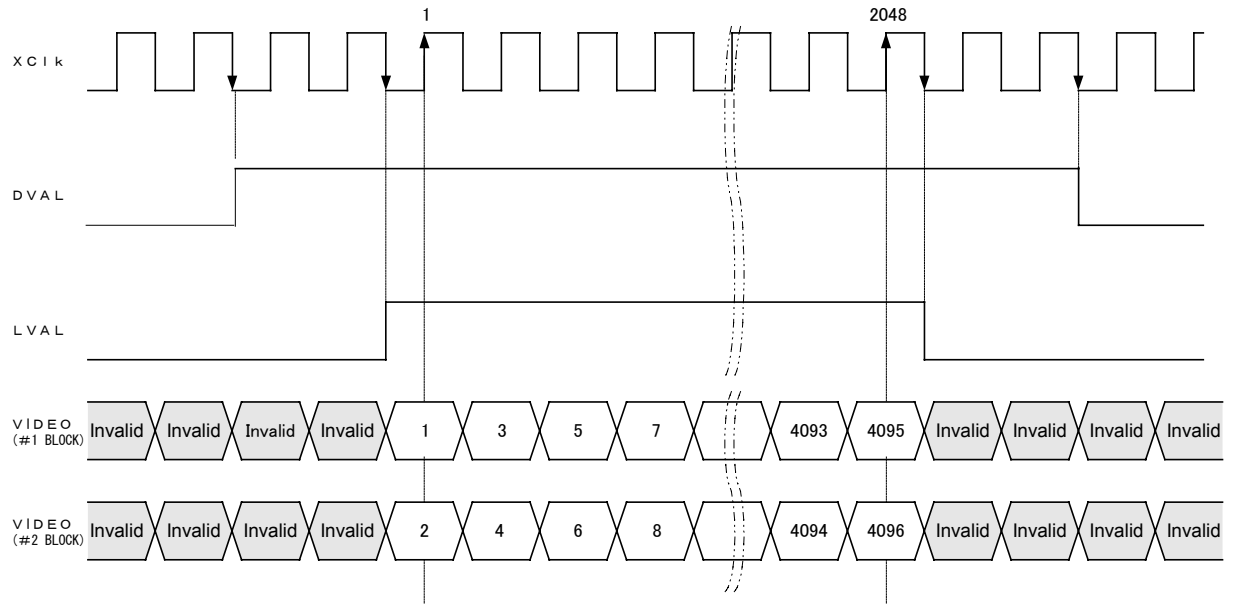 1 2048
XClk
DVAL
LVAL
VIDEO
(#1 BLOCK)
Invalid Invalid Invalid Invalid 1 3 5 7 4093 4095 Invalid Invalid Invalid Invalid
VIDEO
(#2 BLOCK)
Invalid Invalid Invalid Invalid 2 4 6 8 4094 4096 Invalid Invalid Invalid Invalid